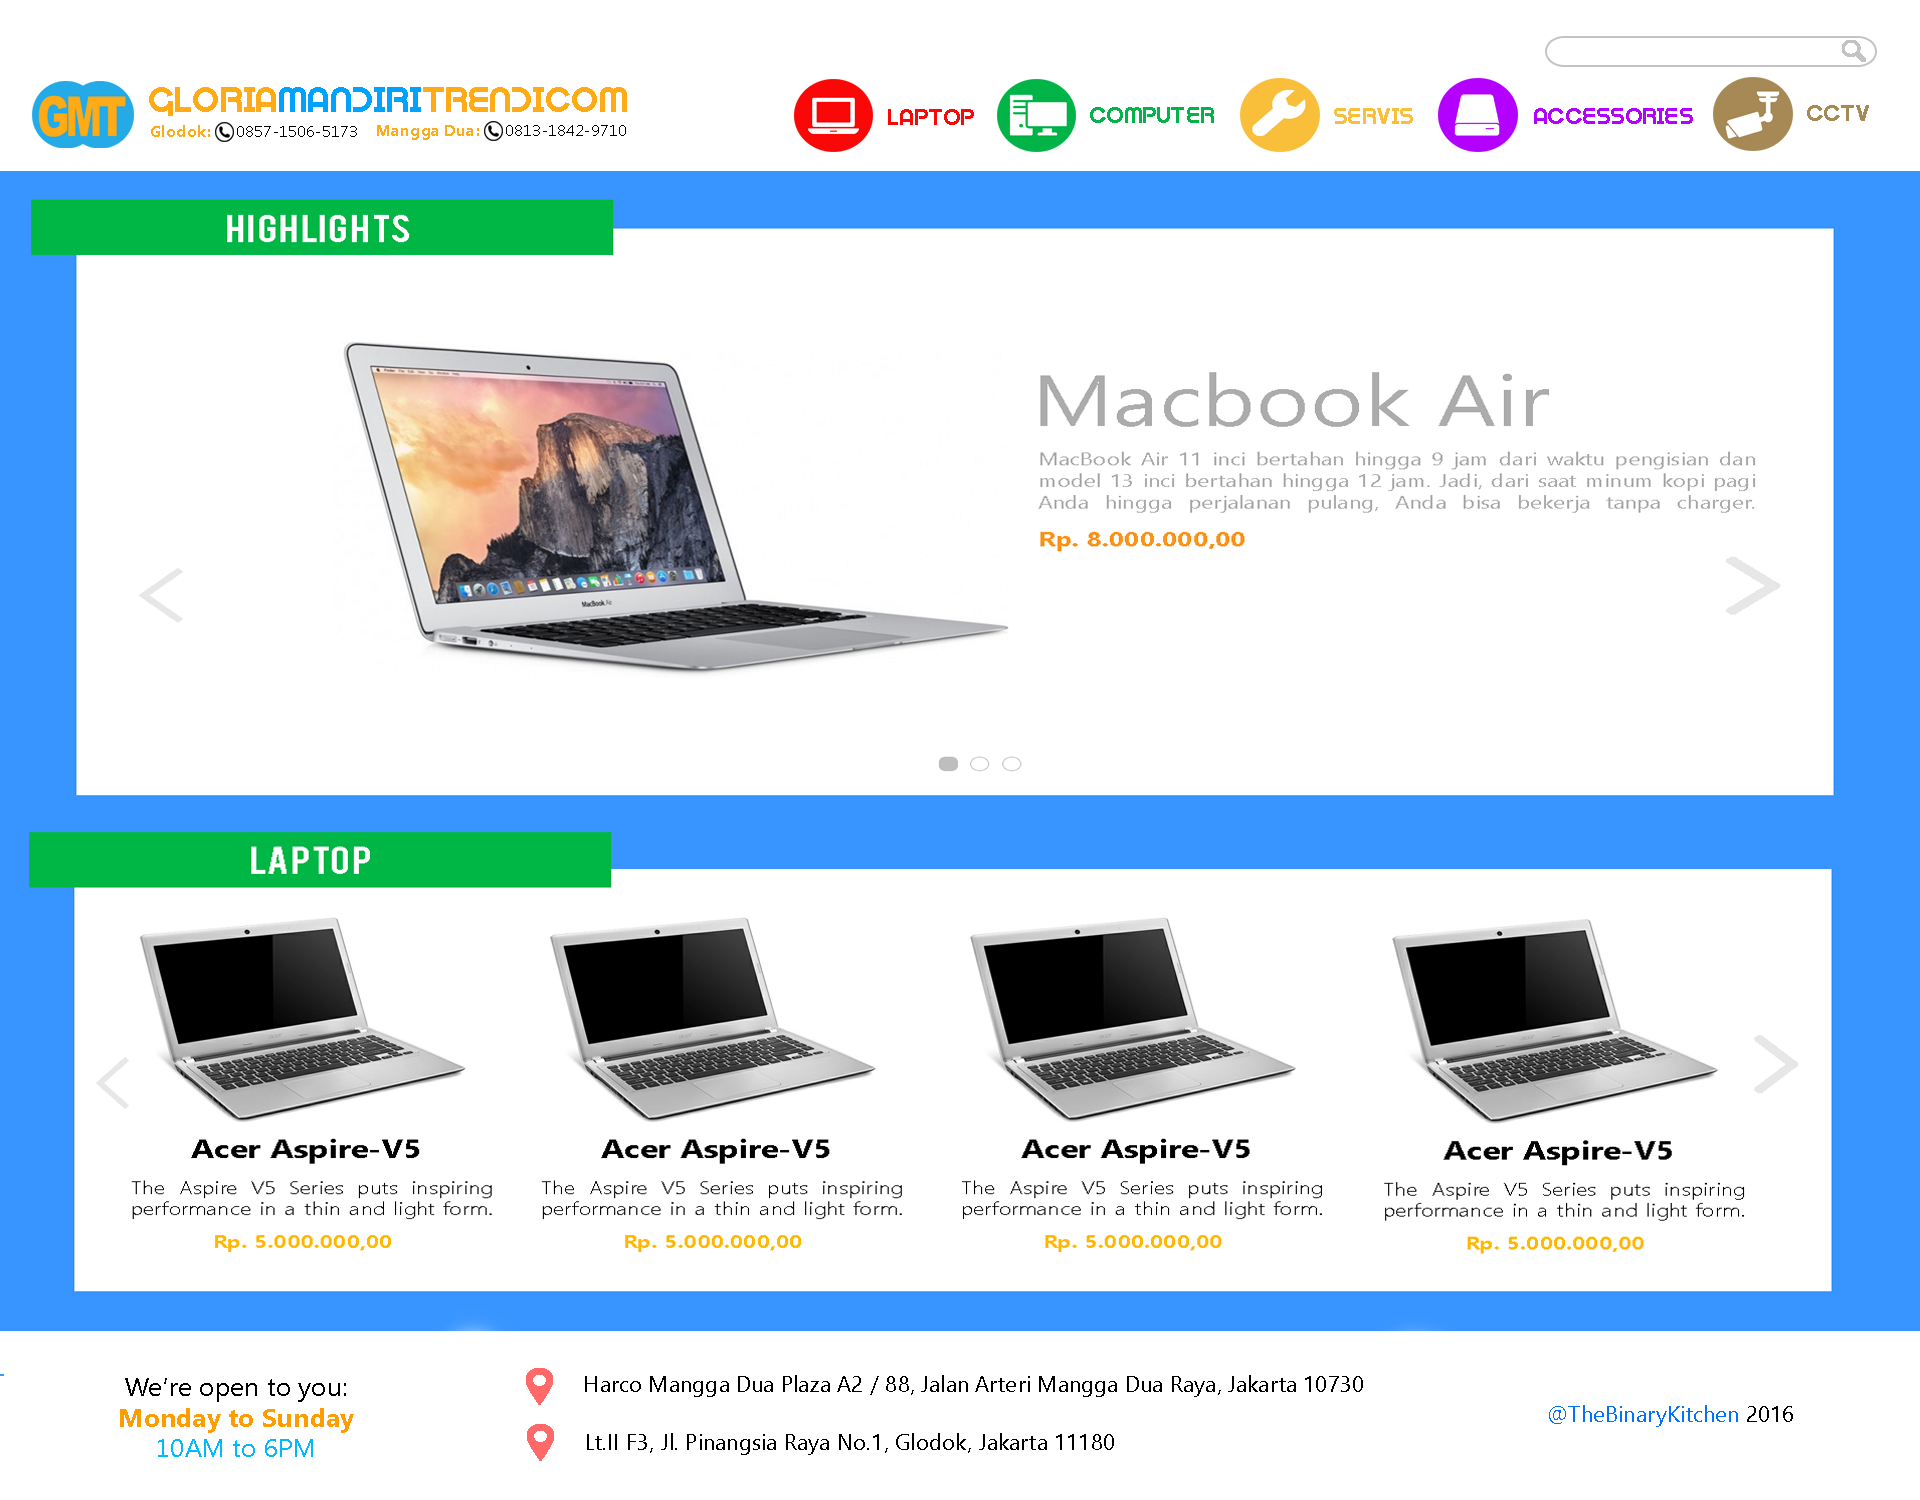 GMT
GLORIAMANDIRITRENDICOM
Glodok: 0857-1506-5173 Mangga Dua: 0813-1842-9710
LAPTOP
COMPUTER
SERVIS
ACCESSORIES
CCTV
HIGHLIGHTS
Macbook Air
MacBook Air 11 inci bertahan hingga 9 jam dari waktu pengisian dan
model 13 inci bertahan hingga 12 jam. Jadi, dari saat minum kopi pagi
Anda hingga perjalanan pulang, Anda bisa bekerja tanpa charger.
Rp. 8.000.000,00
MacBook Air
LAPTOP
Acer Aspire-V5
The Aspire V5 Series puts inspiring
performance in a thin and light form.
Rp. 5.000.000,00
Acer Aspire-V5
The Aspire V5 Series puts inspiring
performance in a thin and light form.
Rp. 5.000.000,00
Acer Aspire-V5
The Aspire V5 Series puts inspiring
performance in a thin and light form.
Rp. 5.000.000,00
Acer Aspire-V5
The Aspire V5 Series puts inspiring
performance in a thin and light form.
Rp. 5.000.000,00
We're open to you:
Monday to Sunday
10AM to 6PM
Harco Mangga Dua Plaza A2 / 88, Jalan Arteri Mangga Dua Raya, Jakarta 10730
Lt.II F3, Jl. Pinangsia Raya No.1, Glodok, Jakarta 11180
@TheBinaryKitchen 2016